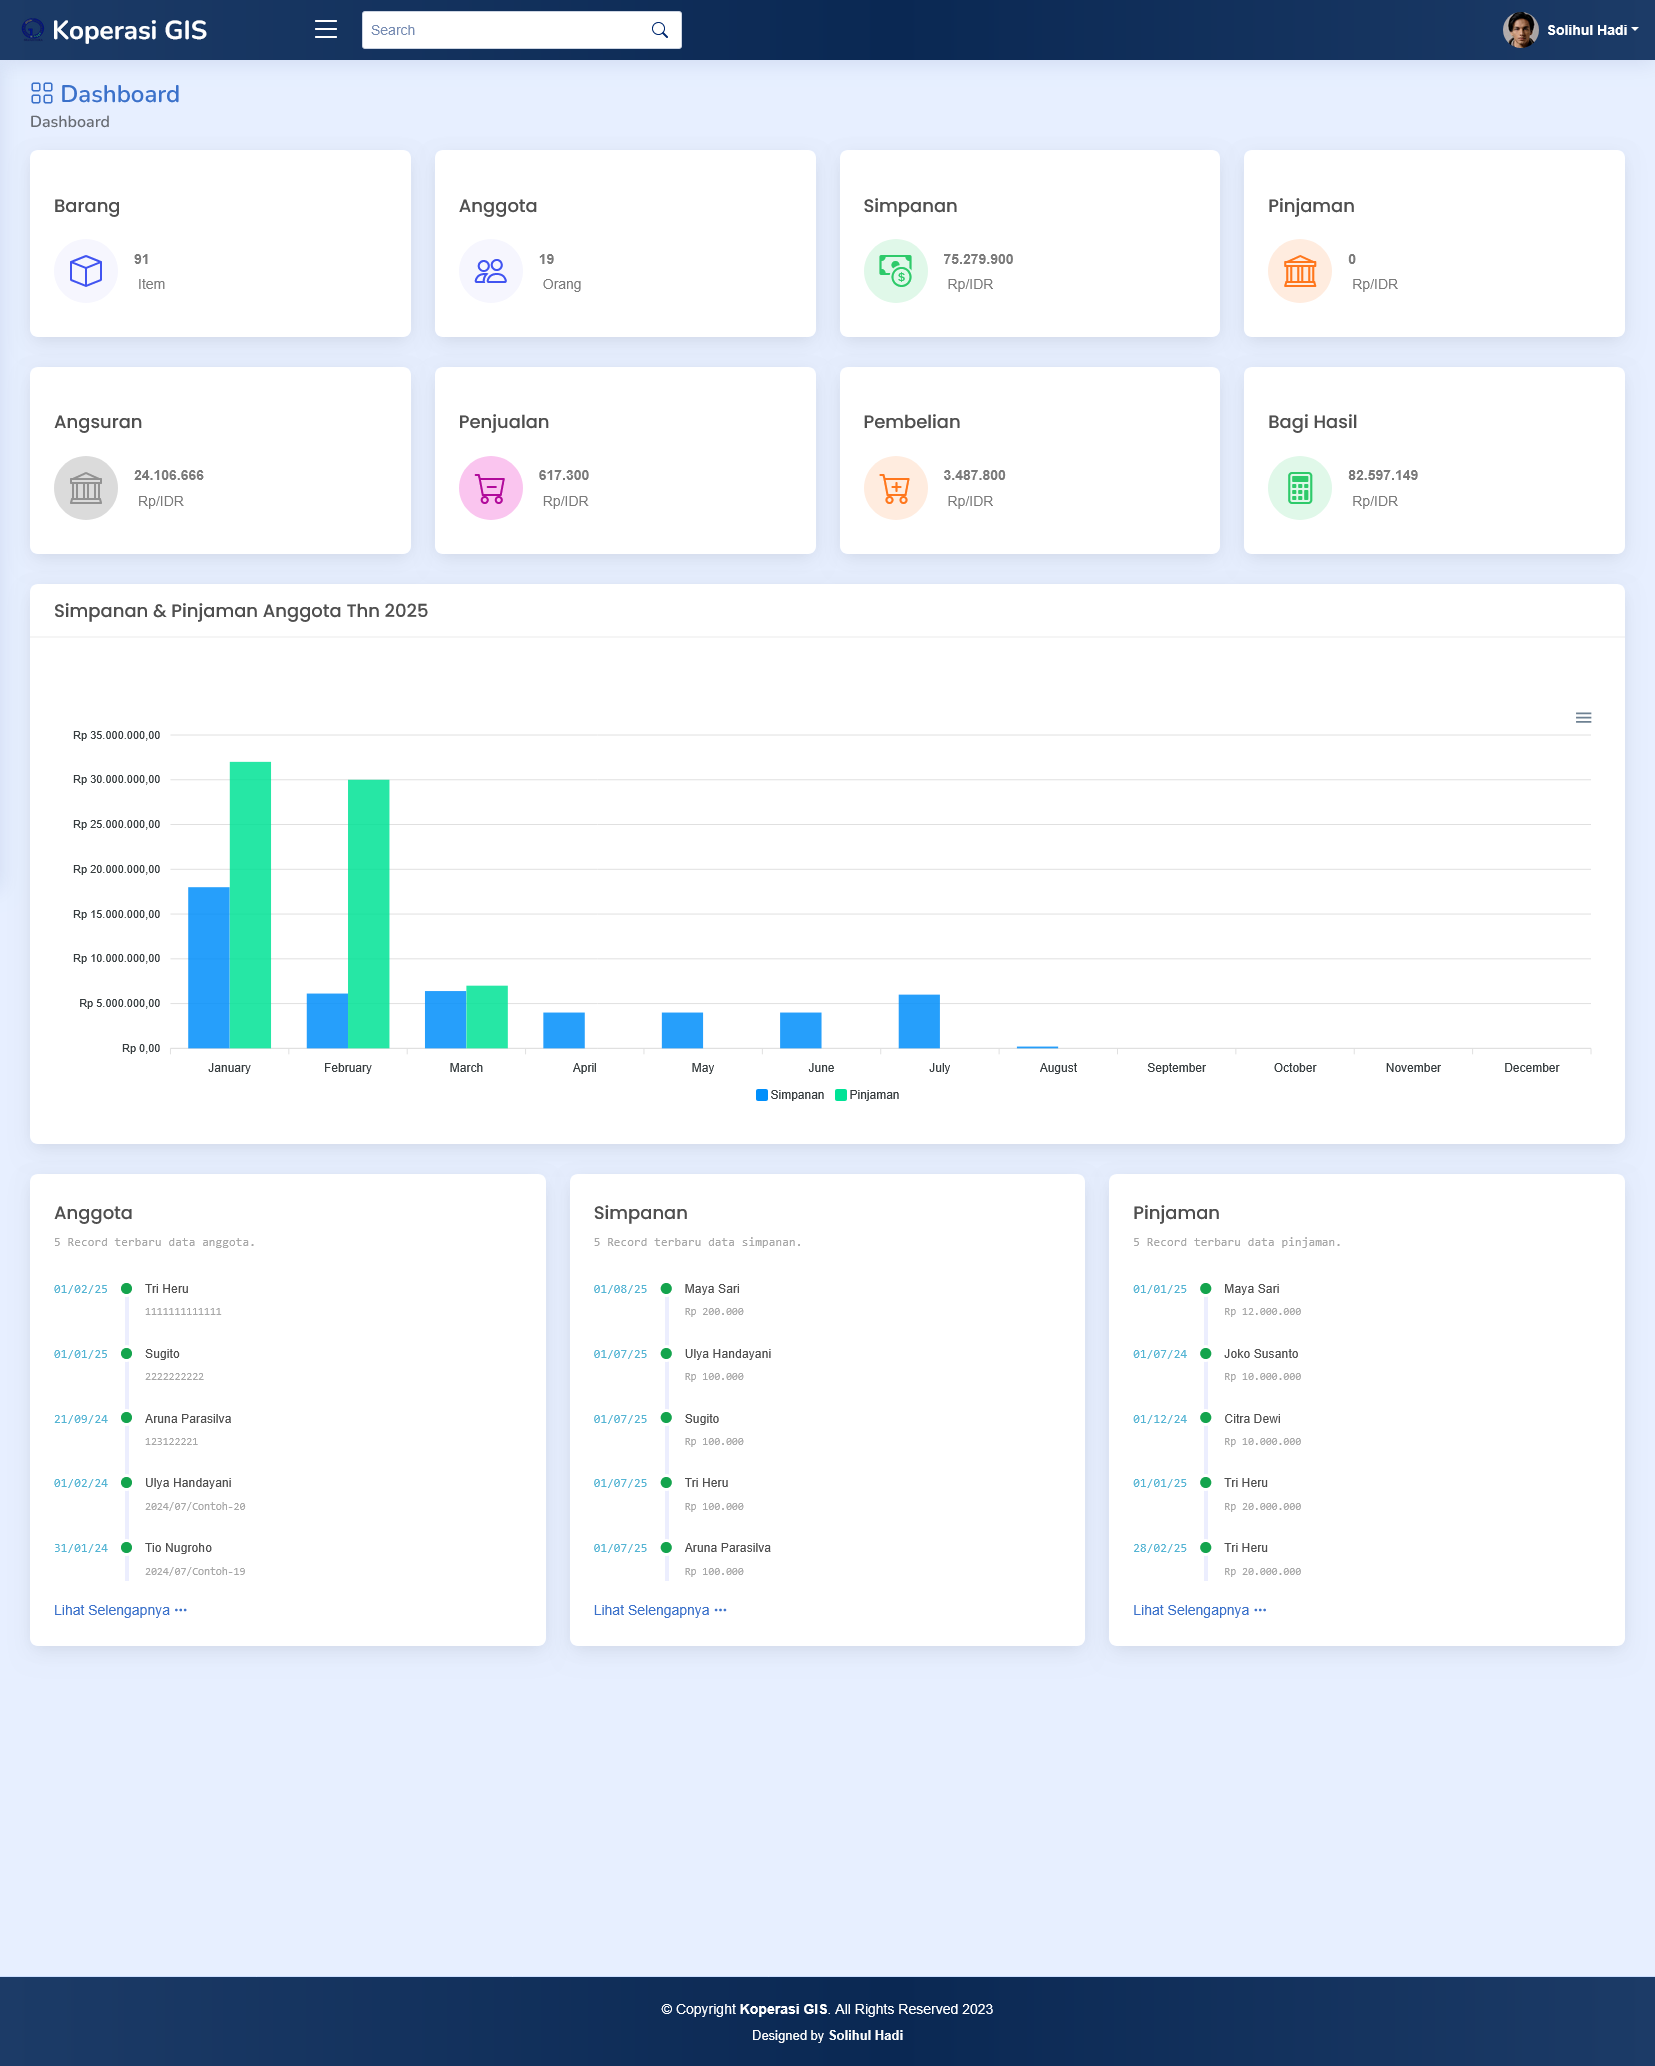 Koperasi GIS
Search
Solihul Hadi
Dashboard
Dashboard
Barang
91
Item
Anggota
19
Orang
Simpanan
75.279.900
Rp/IDR
Pinjaman
0
Rp/IDR
Angsuran
24.106.666
Rp/IDR
Penjualan
617.300
Rp/IDR
Pembelian
3.487.800
Rp/IDR
Bagi Hasil
82.597.149
Rp/IDR
Simpanan & Pinjaman Anggota Thn 2025
Rp 35.000.000,00
Rp 30.000.000,00
Rp 25.000.000,00
Rp 20.000.000,00
Rp 15.000.000,00
Rp 10.000.000,00
Rp 5.000.000,00
Rp 0,00
January February March April May June July August September October November December
Simpanan Pinjaman
Anggota
5 Record terbaru data anggota.
01/02/25 Tri Heru
1111111111111
01/01/25 Sugito
2222222222
21/09/24 Aruna Parasilva
123122221
01/02/24 Ulya Handayani
2024/07/Contoh-20
31/01/24 Tio Nugroho
2024/07/Contoh-19
Lihat Selengapnya ···
Simpanan
5 Record terbaru data simpanan.
01/08/25 Maya Sari
Rp 200.000
01/07/25 Ulya Handayani
Rp 100.000
01/07/25 Sugito
Rp 100.000
01/07/25 Tri Heru
Rp 100.000
01/07/25 Aruna Parasilva
Rp 100.000
Lihat Selengapnya ···
Pinjaman
5 Record terbaru data pinjaman.
01/01/25 Maya Sari
Rp 12.000.000
01/07/24 Joko Susanto
Rp 10.000.000
01/12/24 Citra Dewi
Rp 10.000.000
01/01/25 Tri Heru
Rp 20.000.000
28/02/25 Tri Heru
Rp 20.000.000
Lihat Selengapnya ···
© Copyright Koperasi GIS. All Rights Reserved 2023
Designed by Solihul Hadi